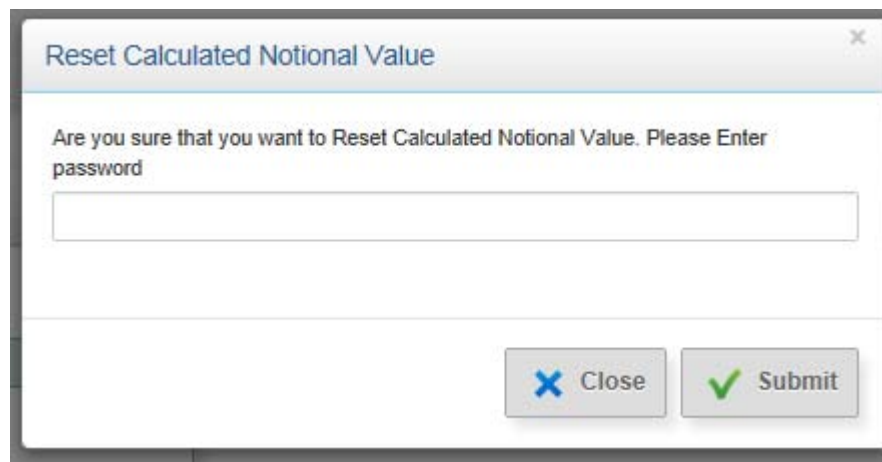 Reset Calculated Notional Value
Are you sure that you want to Reset Calculated Notional Value. Please Enter
password
Close
Submit